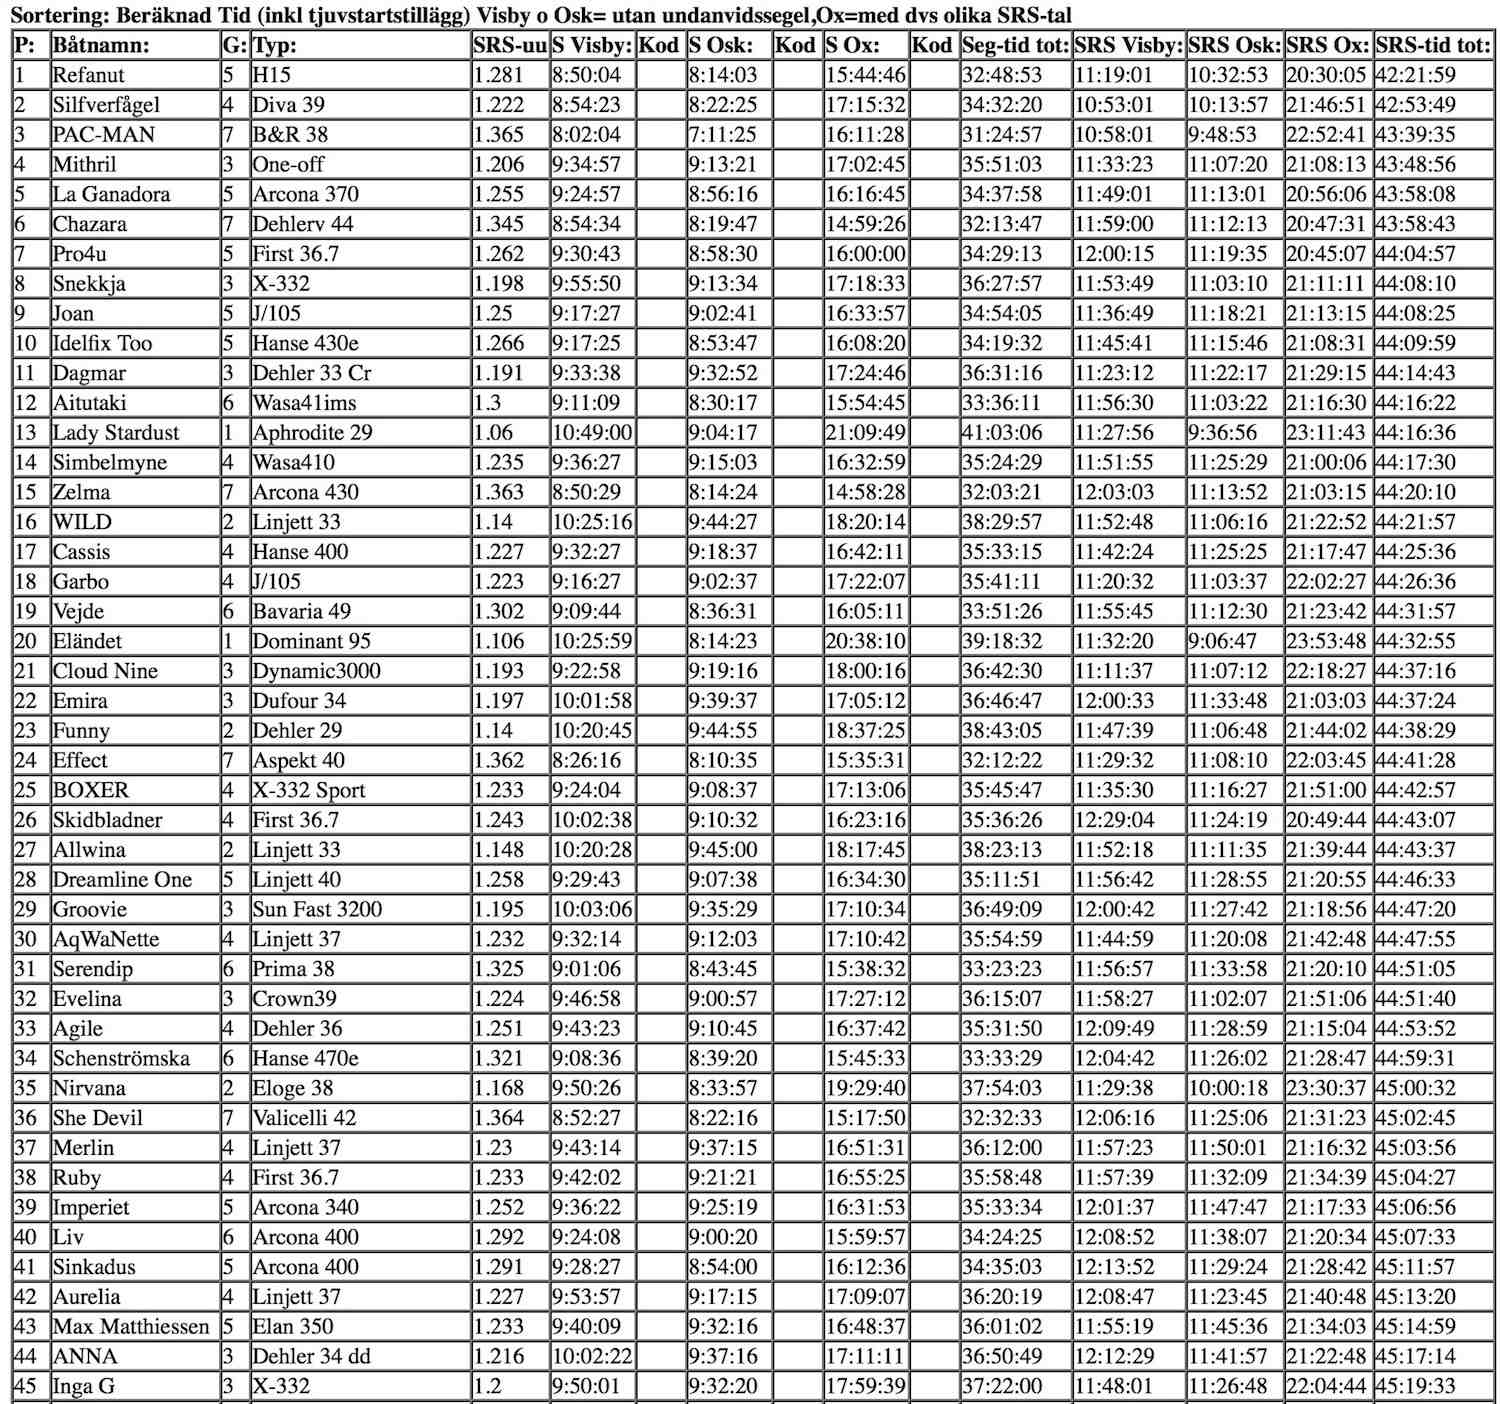 Sortering: Beräknad Tid (inkl tjuvstartstillägg) Visby o Osk= utan undanvidssegel,Ox=med dvs olika SRS-tal
P: Båtnamn: G: Typ: SRS-uu S Visby: Kod S Osk: Kod S Ox: Kod Seg-tid tot: SRS Visby: SRS Osk: SRS Ox: SRS-tid tot:
1 Refanut 5 H15 1.281 8:50:04 8:14:03 15:44:46 32:48:53 11:19:01 10:32:53 20:30:05 42:21:59
2 Silfverfågel 4 Diva 39 1.222 8:54:23 8:22:25 17:15:32 34:32:20 10:53:01 10:13:57 21:46:51 42:53:49
3 PAC-MAN 7 B&R 38 1.365 8:02:04 7:11:25 16:11:28 31:24:57 10:58:01 9:48:53 22:52:41 43:39:35
4 Mithril 3 One-off 1.206 9:34:57 9:13:21 17:02:45 35:51:03 11:33:23 11:07:20 21:08:13 43:48:56
5 La Ganadora 5 Arcona 370 1.255 9:24:57 8:56:16 16:16:45 34:37:58 11:49:01 11:13:01 20:56:06 43:58:08
6 Chazara 7 Dehlerv 44 1.345 8:54:34 8:19:47 14:59:26 32:13:47 11:59:00 11:12:13 20:47:31 43:58:43
7 Pro4u 5 First 36.7 1.262 9:30:43 8:58:30 16:00:00 34:29:13 12:00:15 11:19:35 20:45:07 44:04:57
8 Snekkja 3 X-332 1.198 9:55:50 9:13:34 17:18:33 36:27:57 11:53:49 11:03:10 21:11:11 44:08:10
9 Joan 5 J/105 1.25 9:17:27 9:02:41 16:33:57 34:54:05 11:36:49 11:18:21 21:13:15 44:08:25
10 Idelfix Too 5 Hanse 430e 1.266 9:17:25 8:53:47 16:08:20 34:19:32 11:45:41 11:15:46 21:08:31 44:09:59
11 Dagmar 3 Dehler 33 Cr 1.191 9:33:38 9:32:52 17:24:46 36:31:16 11:23:12 11:22:17 21:29:15 44:14:43
12 Aitutaki 6 Wasa41ims 1.3 9:11:09 8:30:17 15:54:45 33:36:11 11:56:30 11:03:22 21:16:30 44:16:22
13 Lady Stardust 1 Aphrodite 29 1.06 10:49:00 9:04:17 21:09:49 41:03:06 11:27:56 9:36:56 23:11:43 44:16:36
14 Simbelmyne 4 Wasa410 1.235 9:36:27 9:15:03 16:32:59 35:24:29 11:51:55 11:25:29 21:00:06 44:17:30
15 Zelma 7 Arcona 430 1.363 8:50:29 8:14:24 14:58:28 32:03:21 12:03:03 11:13:52 21:03:15 44:20:10
16 WILD 2 Linjett 33 1.14 10:25:16 9:44:27 18:20:14 38:29:57 11:52:48 11:06:16 21:22:52 44:21:57
17 Cassis 4 Hanse 400 1.227 9:32:27 9:18:37 16:42:11 35:33:15 11:42:24 11:25:25 21:17:47 44:25:36
18 Garbo 4 J/105 1.223 9:16:27 9:02:37 17:22:07 35:41:11 11:20:32 11:03:37 22:02:27 44:26:36
19 Vejde 6 Bavaria 49 1.302 9:09:44 8:36:31 16:05:11 33:51:26 11:55:45 11:12:30 21:23:42 44:31:57
20 Eländet 1 Dominant 95 1.106 10:25:59 8:14:23 20:38:10 39:18:32 11:32:20 9:06:47 23:53:48 44:32:55
21 Cloud Nine 3 Dynamic3000 1.193 9:22:58 9:19:16 18:00:16 36:42:30 11:11:37 11:07:12 22:18:27 44:37:16
22 Emira 3 Dufour 34 1.197 10:01:58 9:39:37 17:05:12 36:46:47 12:00:33 11:33:48 21:03:03 44:37:24
23 Funny 2 Dehler 29 1.14 10:20:45 9:44:55 18:37:25 38:43:05 11:47:39 11:06:48 21:44:02 44:38:29
24 Effect 7 Aspekt 40 1.362 8:26:16 8:10:35 15:35:31 32:12:22 11:29:32 11:08:10 22:03:45 44:41:28
25 BOXER 4 X-332 Sport 1.233 9:24:04 9:08:37 17:13:06 35:45:47 11:35:30 11:16:27 21:51:00 44:42:57
26 Skidbladner 4 First 36.7 1.243 10:02:38 9:10:32 16:23:16 35:36:26 12:29:04 11:24:19 20:49:44 44:43:07
27 Allwina 2 Linjett 33 1.148 10:20:28 9:45:00 18:17:45 38:23:13 11:52:18 11:11:35 21:39:44 44:43:37
28 Dreamline One 5 Linjett 40 1.258 9:29:43 9:07:38 16:34:30 35:11:51 11:56:42 11:28:55 21:20:55 44:46:33
29 Groovie 3 Sun Fast 3200 1.195 10:03:06 9:35:29 17:10:34 36:49:09 12:00:42 11:27:42 21:18:56 44:47:20
30 AqWaNette 4 Linjett 37 1.232 9:32:14 9:12:03 17:10:42 35:54:59 11:44:59 11:20:08 21:42:48 44:47:55
31 Serendip 6 Prima 38 1.325 9:01:06 8:43:45 15:38:32 33:23:23 11:56:57 11:33:58 21:20:10 44:51:05
32 Evelina 3 Crown39 1.224 9:46:58 9:00:57 17:27:12 36:15:07 11:58:27 11:02:07 21:51:06 44:51:40
33 Agile 4 Dehler 36 1.251 9:43:23 9:10:45 16:37:42 35:31:50 12:09:49 11:28:59 21:15:04 44:53:52
34 Schenströmska 6 Hanse 470e 1.321 9:08:36 8:39:20 15:45:33 33:33:29 12:04:42 11:26:02 21:28:47 44:59:31
35 Nirvana 2 Eloge 38 1.168 9:50:26 8:33:57 19:29:40 37:54:03 11:29:38 10:00:18 23:30:37 45:00:32
36 She Devil 7 Valicelli 42 1.364 8:52:27 8:22:16 15:17:50 32:32:33 12:06:16 11:25:06 21:31:23 45:02:45
37 Merlin 4 Linjett 37 1.23 9:43:14 9:37:15 16:51:31 36:12:00 11:57:23 11:50:01 21:16:32 45:03:56
38 Ruby 4 First 36.7 1.233 9:42:02 9:21:21 16:55:25 35:58:48 11:57:39 11:32:09 21:34:39 45:04:27
39 Imperiet 5 Arcona 340 1.252 9:36:22 9:25:19 16:31:53 35:33:34 12:01:37 11:47:47 21:17:33 45:06:56
40 Liv 6 Arcona 400 1.292 9:24:08 9:00:20 15:59:57 34:24:25 12:08:52 11:38:07 21:20:34 45:07:33
41 Sinkadus 5 Arcona 400 1.291 9:28:27 8:54:00 16:12:36 34:35:03 12:13:52 11:29:24 21:28:42 45:11:57
42 Aurelia 4 Linjett 37 1.227 9:53:57 9:17:15 17:09:07 36:20:19 12:08:47 11:23:45 21:40:48 45:13:20
43 Max Matthiessen 5 Elan 350 1.233 9:40:09 9:32:16 16:48:37 36:01:02 11:55:19 11:45:36 21:34:03 45:14:59
44 ANNA 3 Dehler 34 dd 1.216 10:02:22 9:37:16 17:11:11 36:50:49 12:12:29 11:41:57 21:22:48 45:17:14
45 Inga G 3 X-332 1.2 9:50:01 9:32:20 17:59:39 37:22:00 11:48:01 11:26:48 22:04:44 45:19:33